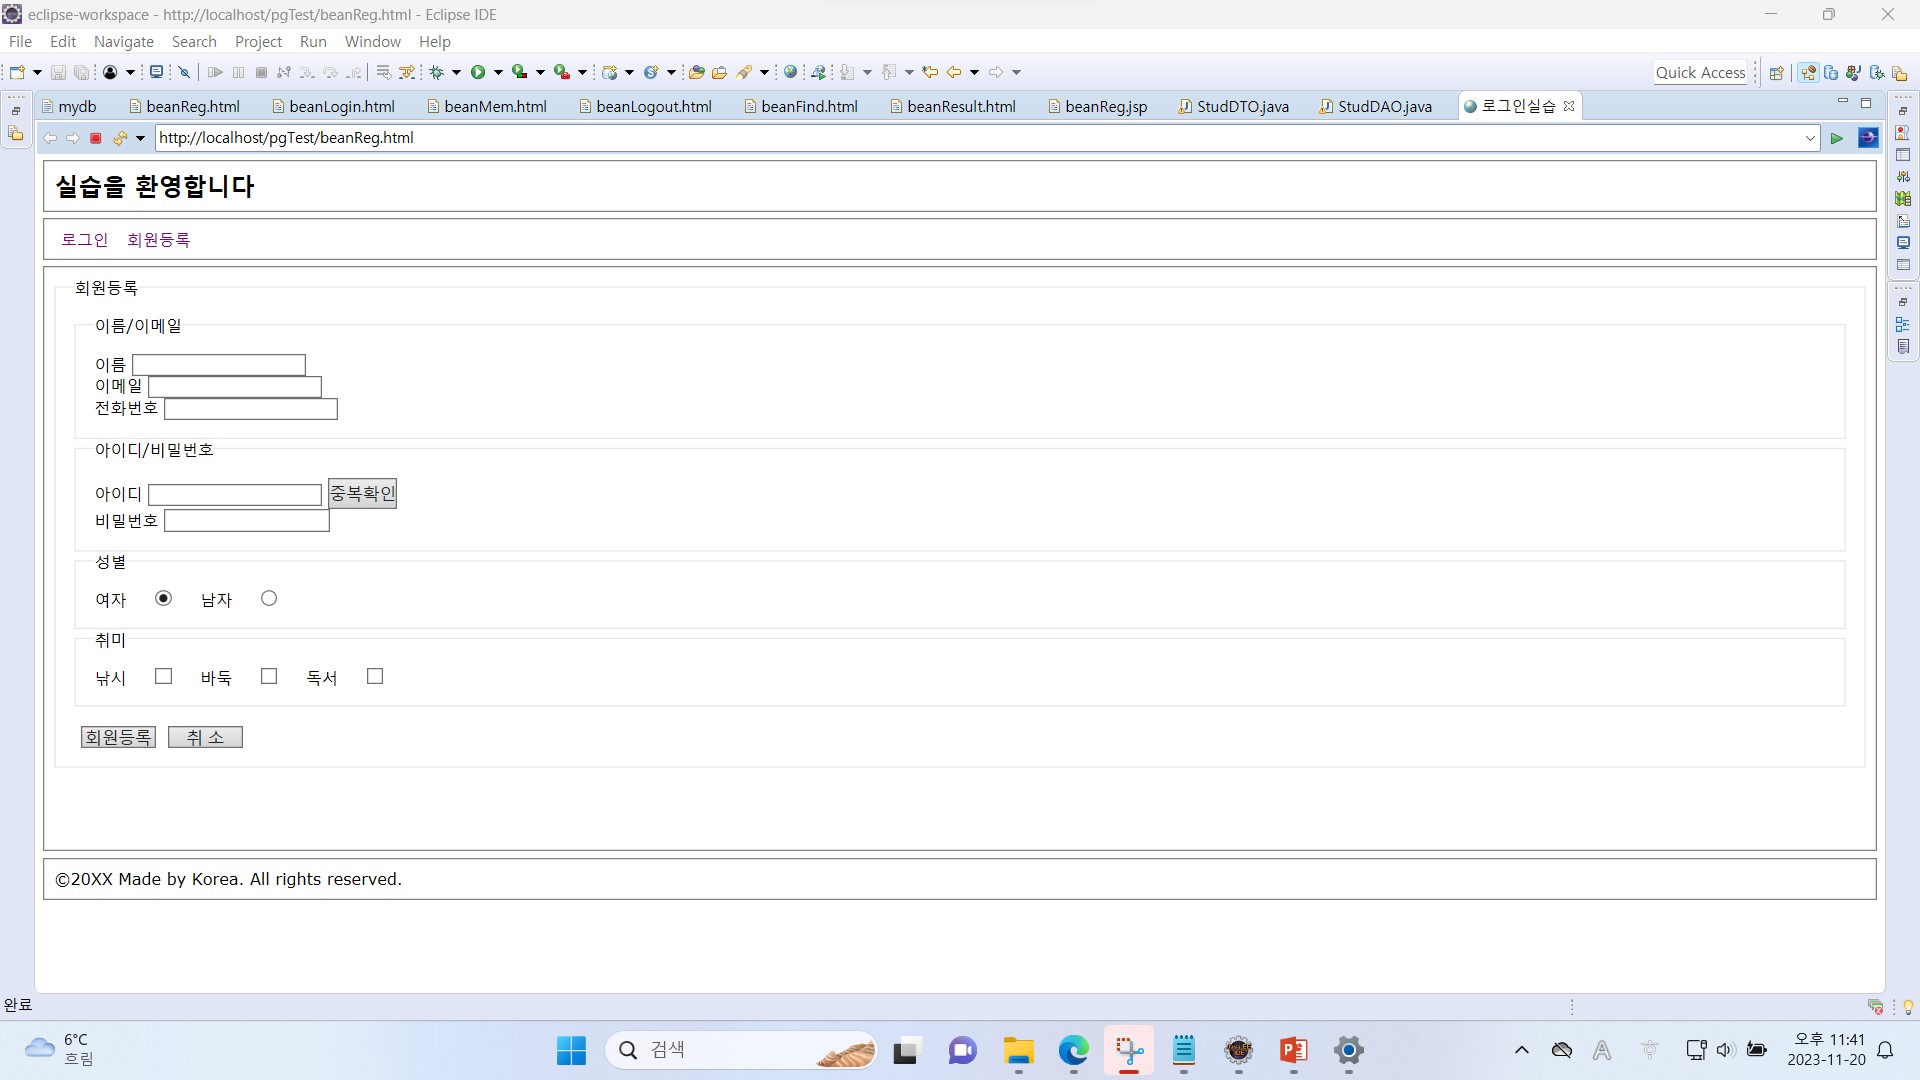 eclipse-workspace - http://localhost/pgTest/beanReg.html - Eclipse IDE
File Edit Navigate Search Project Run Window Help
Quick Access
mydb beanReg.html beanLogin.html beanMem.html beanLogout.html beanFind.html beanResult.html beanReg.jsp StudDTO.java StudDAO.java 로그인실습
http://localhost/pgTest/beanReg.html
실습을 환영합니다
로그인 회원등록
회원등록
이름/이메일
이름
이메일
전화번호
아이디/비밀번호
아이디 중복확인
비밀번호
성별
여자 남자
취미
낚시 바둑 독서
회원등록 취 소
©20XX Made by Korea. All rights reserved.
완료
6°C
흐림
검색
A
오후 11:41
2023-11-20